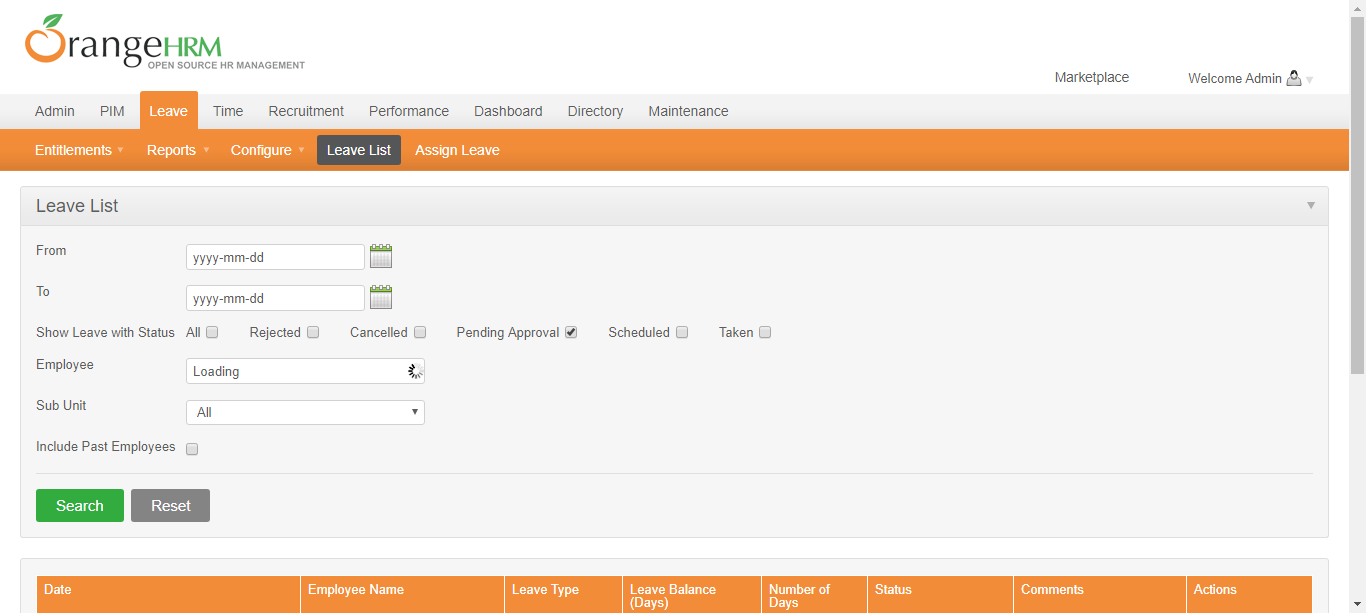 OrangeHRM
OPEN SOURCE HR MANAGEMENT
Marketplace Welcome Admin
Admin PIM Leave Time Recruitment Performance Dashboard Directory Maintenance
Entitlements Reports Configure Leave List Assign Leave
Leave List
From yyyy-mm-dd
To yyyy-mm-dd
Show Leave with Status All Rejected Cancelled Pending Approval Scheduled Taken
Employee Loading
Sub Unit All
Include Past Employees
Search Reset
Date Employee Name Leave Type Leave Balance Number of Status Comments Actions
(Days) Days